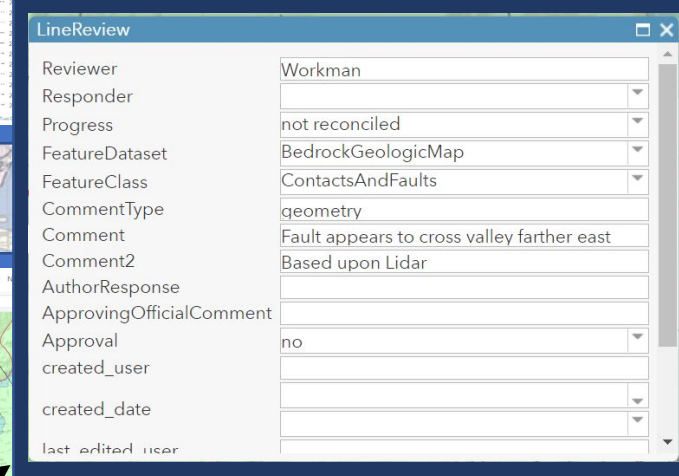 LineReview
Reviewer Workman
Responder
Progress not reconciled
FeatureDataset BedrockGeologicMap
FeatureClass ContactsAndFaults
CommentType geometry
Comment Fault appears to cross valley farther east
Comment2 Based upon Lidar
AuthorResponse
ApprovingOfficialComment
Approval no
created_user
created_date
last_edited_user